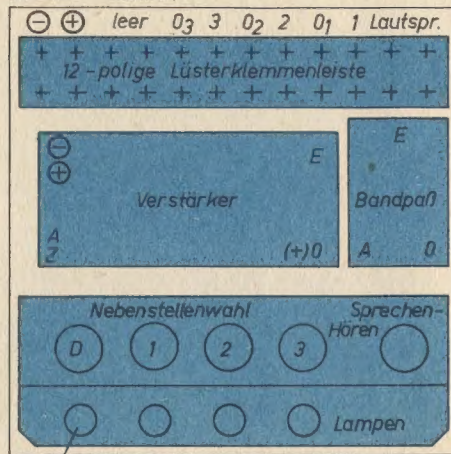 ⊖ ⊕ leer 0₃ 3 0₂ 2 0₁ 1 Lautspr.
+ + + + + + + + + + + +
12-polige Lüsterklemmenleiste
+ + + + + + + + + + + +
⊖
⊕
E
Verstärker
A
Z
(+)0
E
Bandpaß
A 0
Nebenstellenwahl
Sprechen-
Hören
D 1 2 3
Lampen